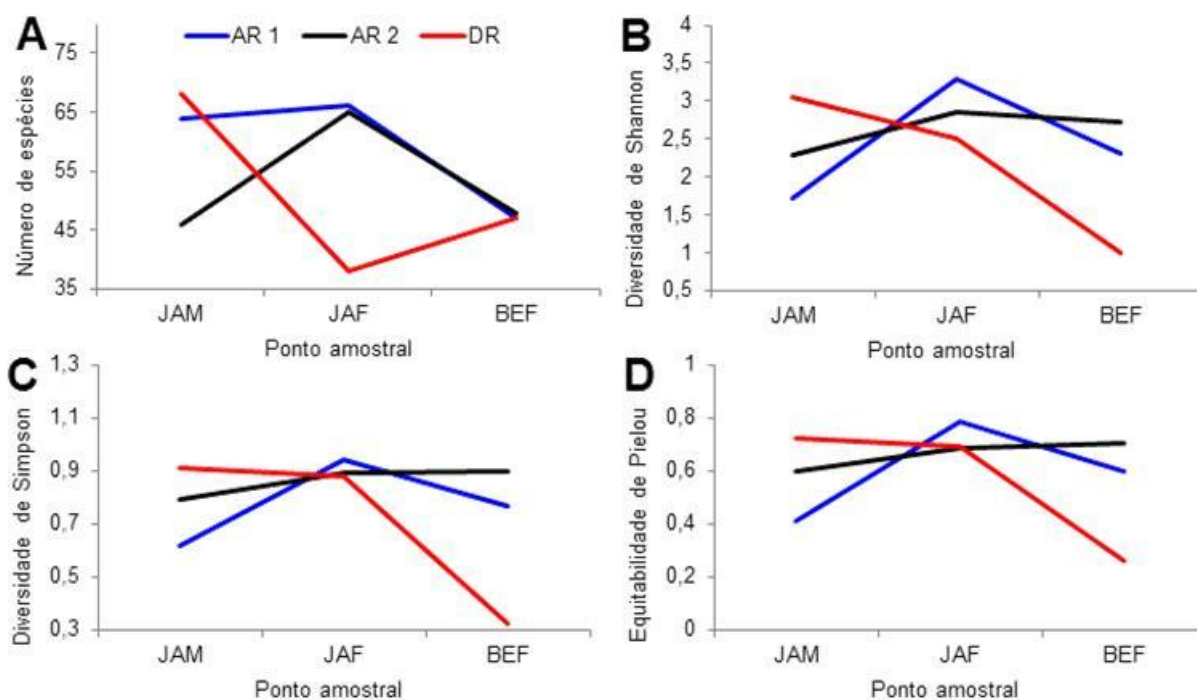 A
AR 1 AR 2 DR
Número de espécies
75
65
55
45
35
JAM JAF BEF
Ponto amostral
B
Diversidade de Shannon
4
3,5
3
2,5
2
1,5
1
0,5
JAM JAF BEF
Ponto amostral
C
Diversidade de Simpson
1,3
1,1
0,9
0,7
0,5
0,3
JAM JAF BEF
Ponto amostral
D
Equitabilidade de Pielou
1
0,8
0,6
0,4
0,2
0
JAM JAF BEF
Ponto amostral